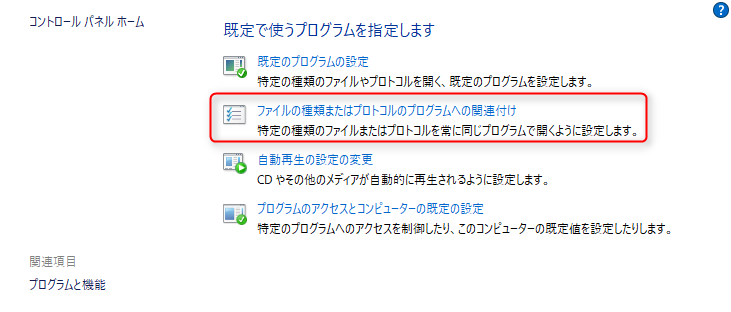 コントロール パネル ホーム
既定で使うプログラムを指定します
既定のプログラムの設定
特定の種類のファイルやプロトコルを開く、既定のプログラムを設定します。
ファイルの種類またはプロトコルのプログラムへの関連付け
特定の種類のファイルまたはプロトコルを常に同じプログラムで開くように設定します。
自動再生の設定の変更
CD やその他のメディアが自動的に再生されるように設定します。
プログラムのアクセスとコンピューターの既定の設定
特定のプログラムへのアクセスを制御したり、このコンピューターの既定値を設定したりします。
関連項目
プログラムと機能
?